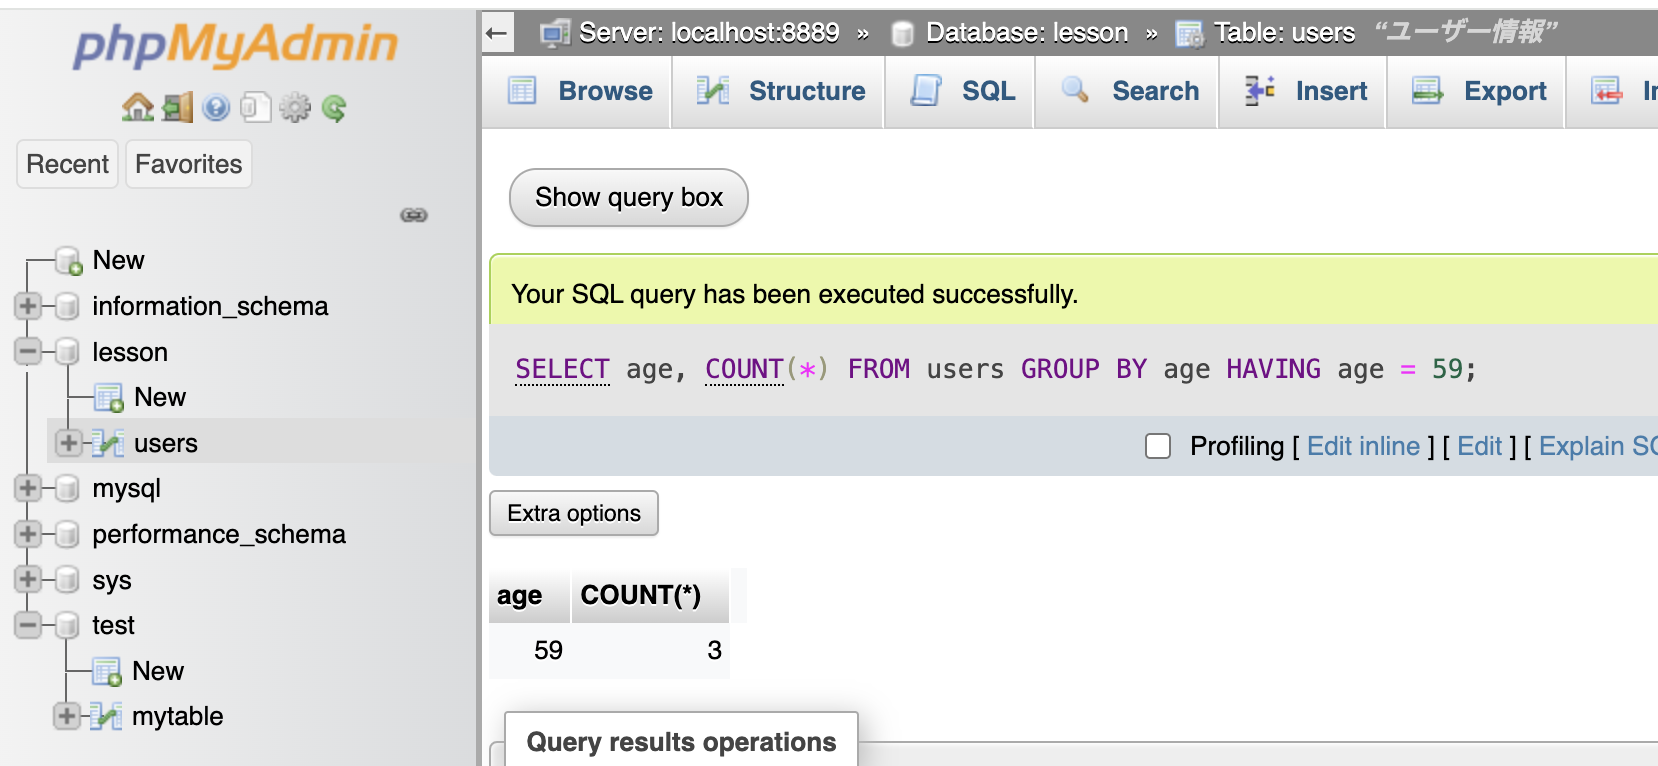 phpMyAdmin
Recent
Favorites
New
information_schema
lesson
New
users
mysql
performance_schema
sys
test
New
mytable
Server: localhost:8889 » Database: lesson » Table: users “ユーザー情報”
Browse
Structure
SQL
Search
Insert
Export
Show query box
Your SQL query has been executed successfully.
SELECT age, COUNT(*) FROM users GROUP BY age HAVING age = 59;
Profiling [ Edit inline ] [ Edit ] [ Explain
Extra options
age COUNT(*)
59 3
Query results operations